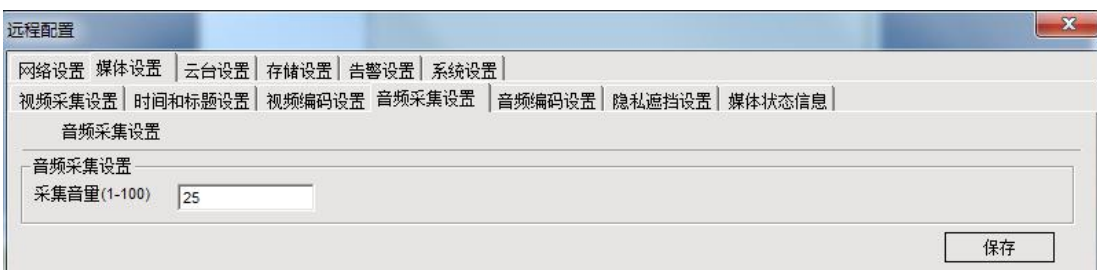 远程配置
网络设置 媒体设置 云台设置 存储设置 告警设置 系统设置
视频采集设置 时间和标题设置 视频编码设置 音频采集设置 音频编码设置 隐私遮挡设置 媒体状态信息
音频采集设置
音频采集设置
采集音量(1-100) 25
保存